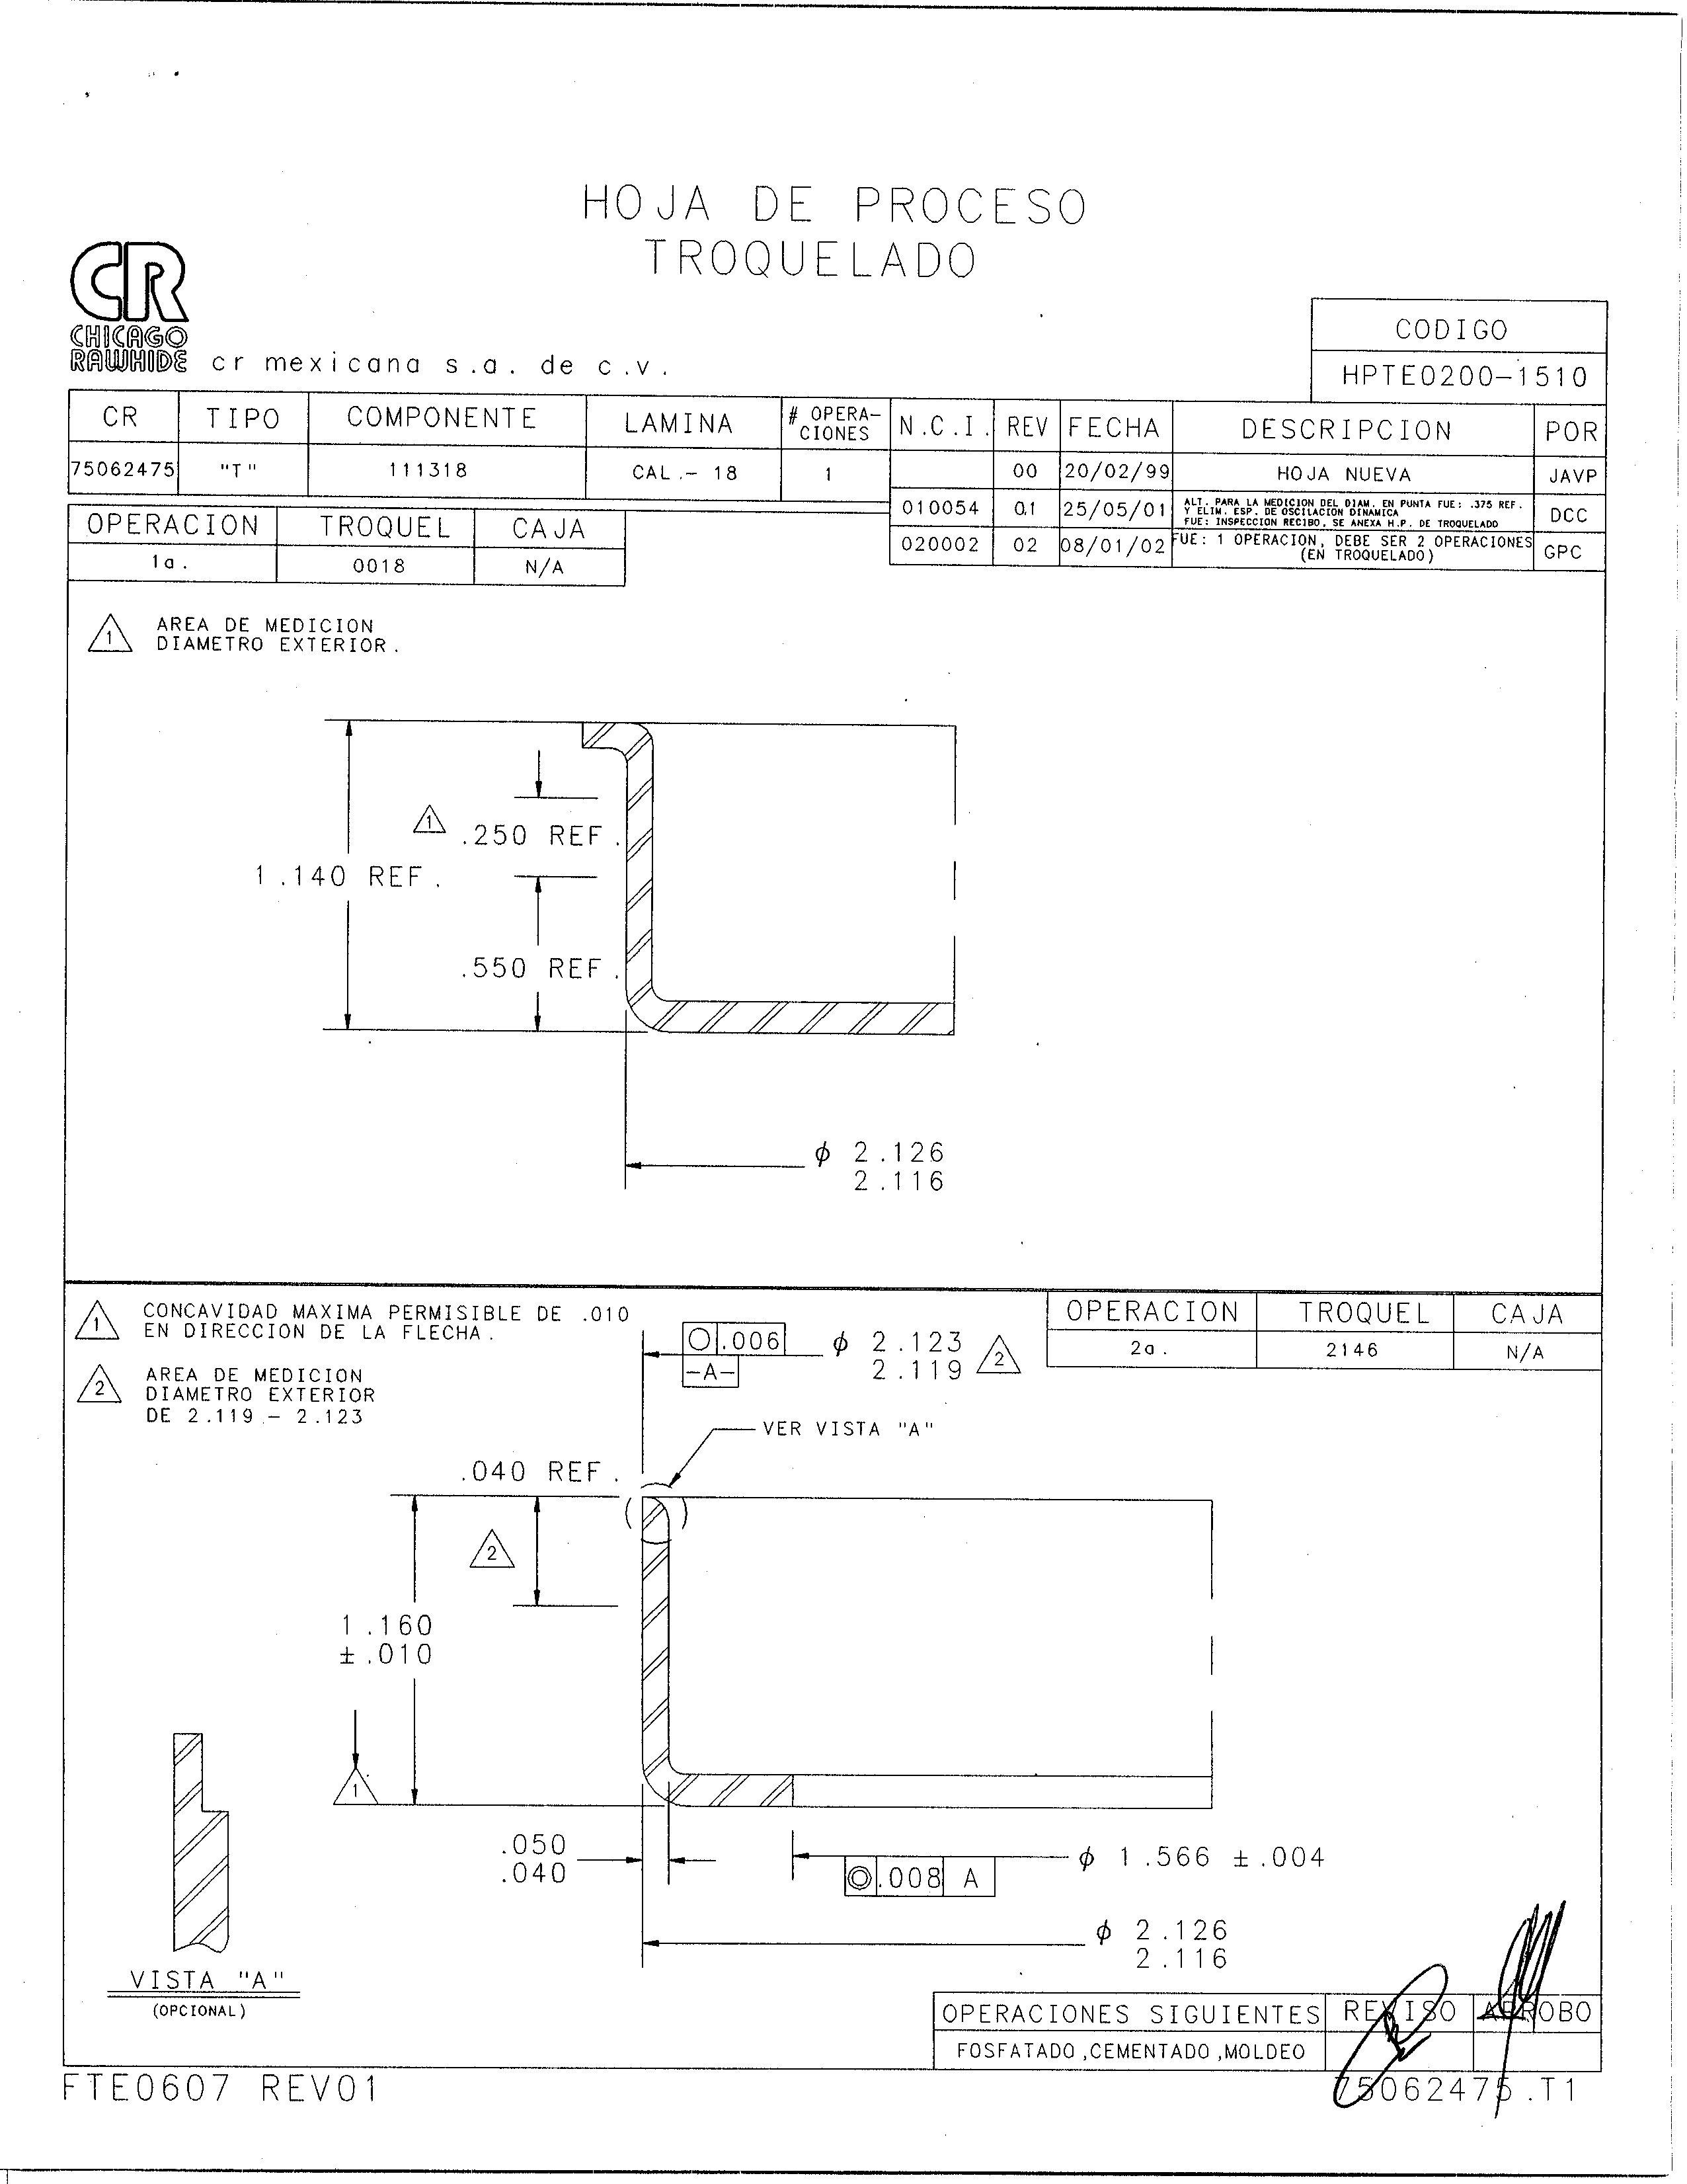 HOJA DE PROCESO
TROQUELADO
CR
CHICAGO
RAWHIDE
cr mexicana s.a. de c.v.
CODIGO
HPTE0200-1510
CR TIPO COMPONENTE LAMINA # OPERA-CIONES
75062475 "T" 111318 CAL.- 18 1
N.C.I. REV FECHA DESCRIPCION POR
00 20/02/99 HOJA NUEVA JAVP
010054 01 25/05/01 ALT. PARA LA MEDICION DEL DIAM. EN PUNTA FUE: .375 REF.
Y ELIM. ESP. DE OSCILACION DINAMICA
FUE: INSPECCION RECIBO, SE ANEXA H.P. DE TROQUELADO DCC
020002 02 08/01/02 FUE: 1 OPERACION, DEBE SER 2 OPERACIONES
(EN TROQUELADO) GPC
OPERACION TROQUEL CAJA
1a. 0018 N/A
1 AREA DE MEDICION
DIAMETRO EXTERIOR.
1 .250 REF.
1.140 REF.
.550 REF.
ϕ 2.126
2.116
1 CONCAVIDAD MAXIMA PERMISIBLE DE .010
EN DIRECCION DE LA FLECHA.
2 AREA DE MEDICION
DIAMETRO EXTERIOR
DE 2.119 - 2.123
○ .006
-A-
ϕ 2.123
2.119 2
OPERACION TROQUEL CAJA
2a. 2146 N/A
VER VISTA "A"
.040 REF.
2
1.160
±.010
1
.050
.040
ϕ 1.566 ±.004
◎ .008 A
ϕ 2.126
2.116
VISTA "A"
(OPCIONAL)
OPERACIONES SIGUIENTES REVISO APROBO
FOSFATADO,CEMENTADO,MOLDEO
FTE0607 REV01
75062475.T1